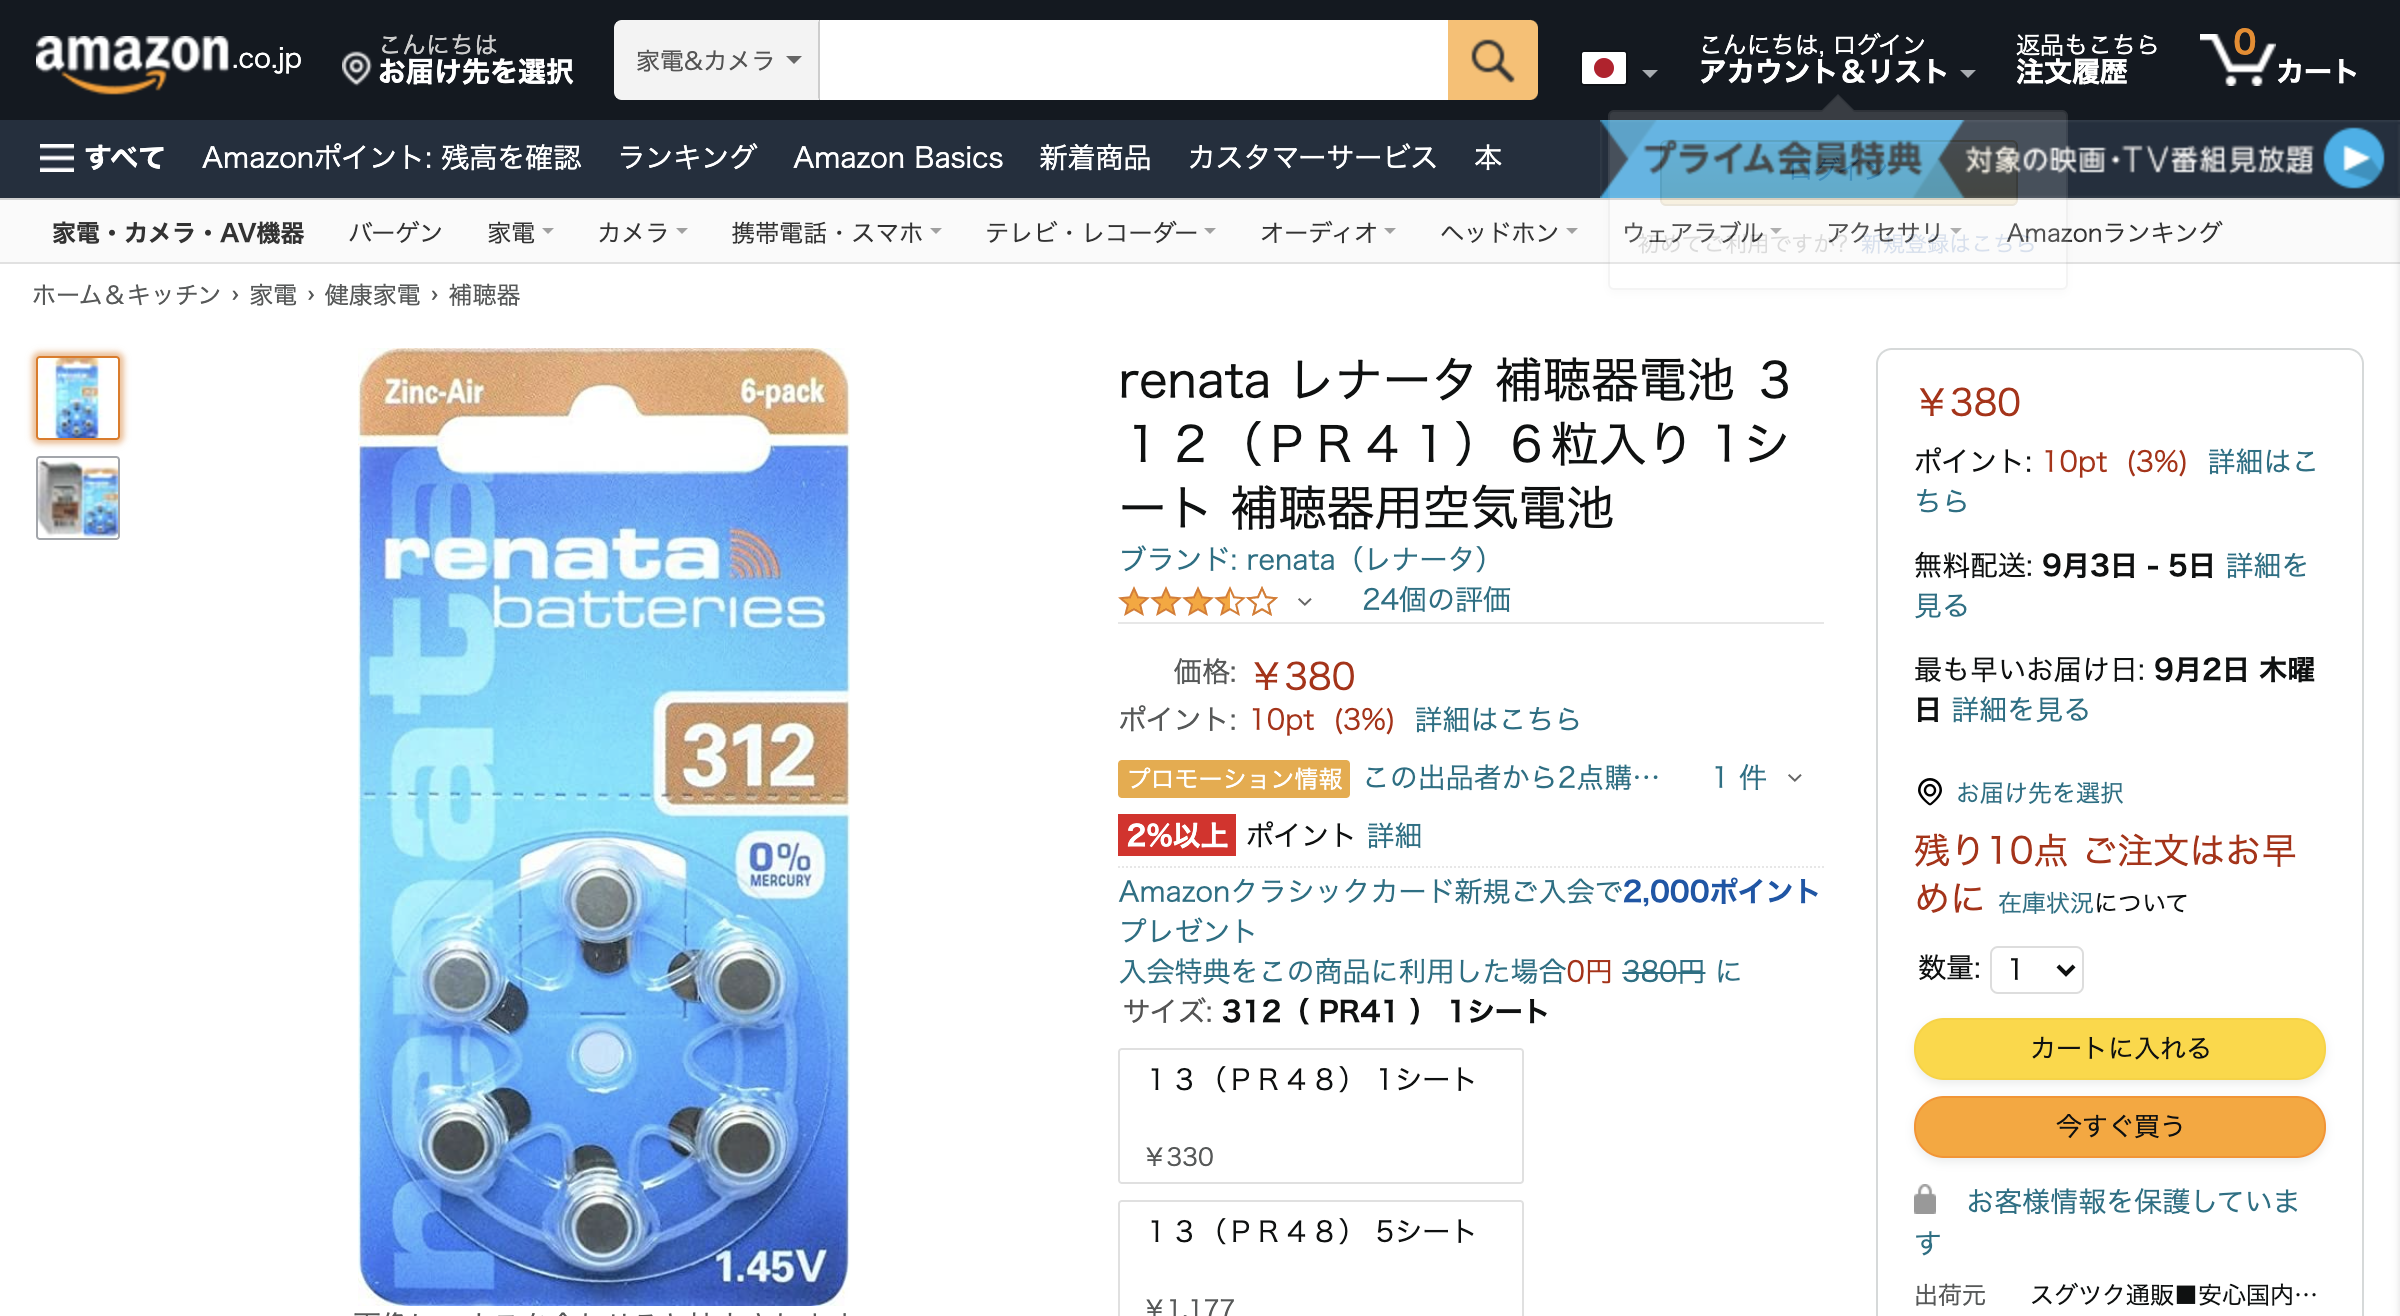 amazon.co.jp
こんにちは
お届け先を選択
家電&カメラ
こんにちは, ログイン
アカウント＆リスト
返品もこちら
注文履歴
0
カート
すべて
Amazonポイント: 残高を確認
ランキング
Amazon Basics
新着商品
カスタマーサービス
本
プライム会員特典
対象の映画・TV番組見放題
ログイン
家電・カメラ・AV機器
バーゲン
家電
カメラ
携帯電話・スマホ
テレビ・レコーダー
オーディオ
ヘッドホン
ウェアラブル
アクセサリ
Amazonランキング
初めてご利用ですか? 新規登録はこちら
ホーム＆キッチン › 家電 › 健康家電 › 補聴器
Zinc-Air
6-pack
renata
renata
batteries
312
0%
MERCURY
1.45V
renata レナータ 補聴器電池 ３
１２（ＰＲ４１）６粒入り 1シ
ート 補聴器用空気電池
ブランド: renata（レナータ）
24個の評価
価格: ￥380
ポイント: 10pt (3%) 詳細はこちら
プロモーション情報 この出品者から2点購… 1 件
2%以上 ポイント 詳細
Amazonクラシックカード新規ご入会で2,000ポイント
プレゼント
入会特典をこの商品に利用した場合0円 380円 に
サイズ: 312（ PR41 ） 1シート
１３（ＰＲ４８） 1シート
￥330
１３（ＰＲ４８） 5シート
￥1,177
￥380
ポイント: 10pt (3%) 詳細はこ
ちら
無料配送: 9月3日 - 5日 詳細を
見る
最も早いお届け日: 9月2日 木曜
日 詳細を見る
お届け先を選択
残り10点 ご注文はお早
めに 在庫状況について
数量: 1
カートに入れる
今すぐ買う
お客様情報を保護していま
す
出荷元 スグツク通販■安心国内…